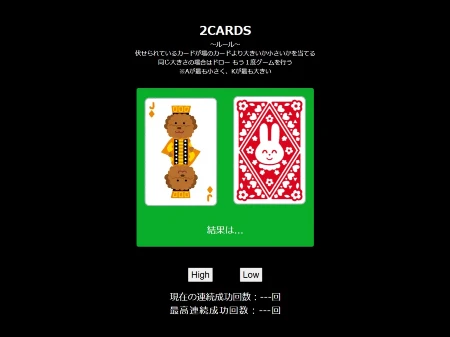 2CARDS
～ルール～
伏せられているカードが場のカードより大きいか小さいかを当てる
同じ大きさの場合はドロー もう１度ゲームを行う
※Aが最も小さく、Kが最も大きい
J
J
結果は...
High Low
現在の連続成功回数：---回
最高連続成功回数：---回